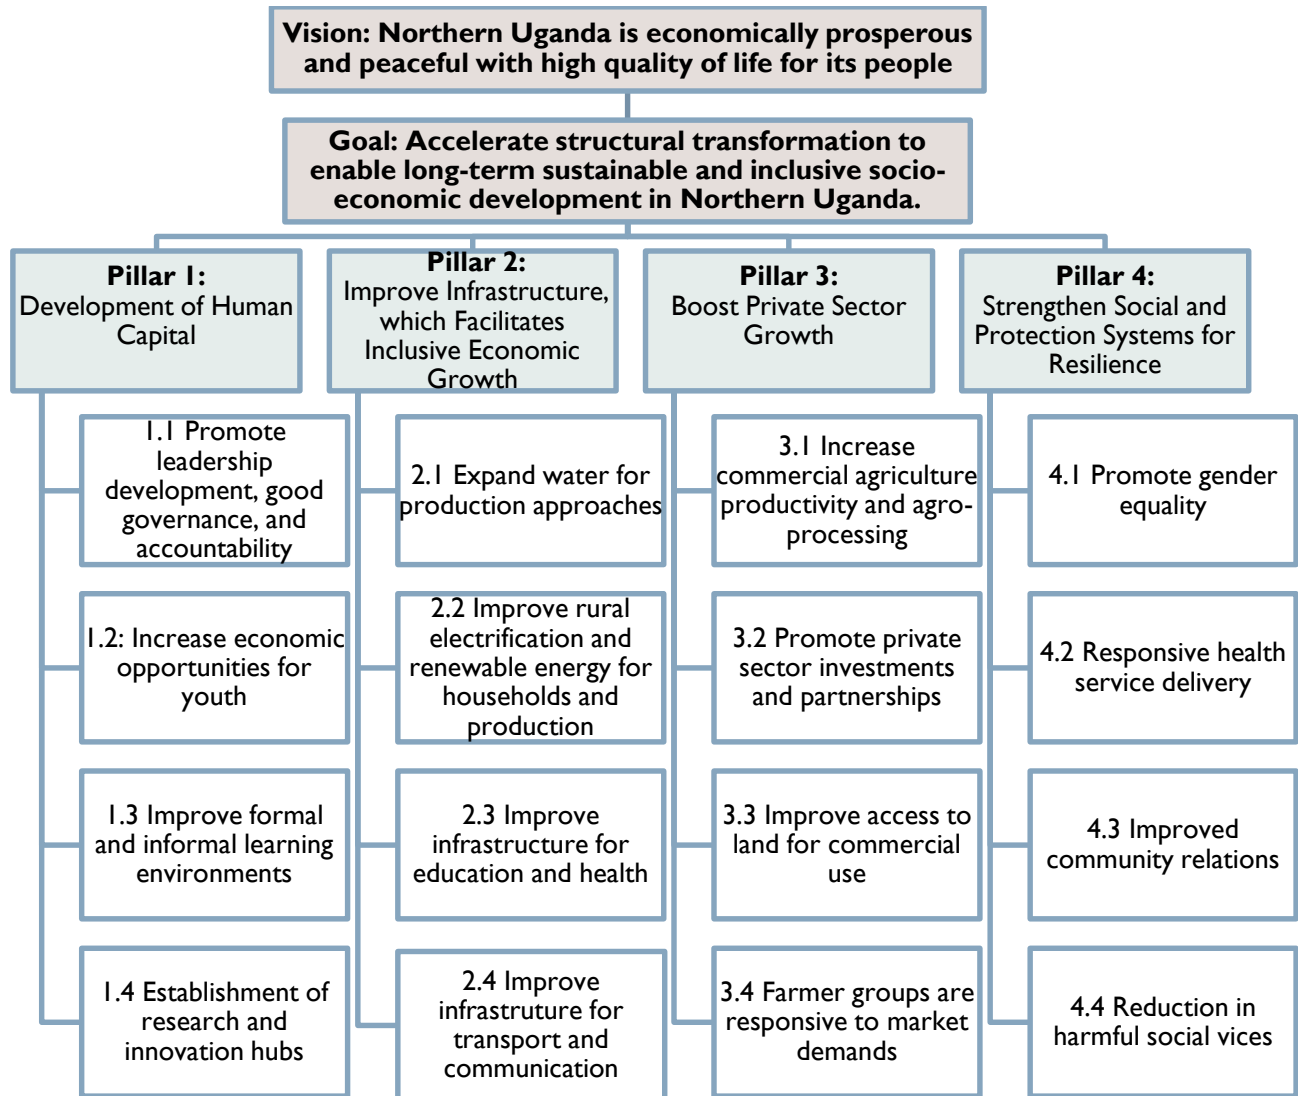 Vision: Northern Uganda is economically prosperous
and peaceful with high quality of life for its people
Goal: Accelerate structural transformation to
enable long-term sustainable and inclusive socio-
economic development in Northern Uganda.
Pillar 1:
Development of Human
Capital
1.1 Promote
leadership
development, good
governance, and
accountability
1.2: Increase economic
opportunities for
youth
1.3 Improve formal
and informal learning
environments
1.4 Establishment of
research and
innovation hubs
Pillar 2:
Improve Infrastructure,
which Facilitates
Inclusive Economic
Growth
2.1 Expand water for
production approaches
2.2 Improve rural
electrification and
renewable energy for
households and
production
2.3 Improve
infrastructure for
education and health
2.4 Improve
infrastruture for
transport and
communication
Pillar 3:
Boost Private Sector
Growth
3.1 Increase
commercial agriculture
productivity and agro-
processing
3.2 Promote private
sector investments
and partnerships
3.3 Improve access to
land for commercial
use
3.4 Farmer groups are
responsive to market
demands
Pillar 4:
Strengthen Social and
Protection Systems for
Resilience
4.1 Promote gender
equality
4.2 Responsive health
service delivery
4.3 Improved
community relations
4.4 Reduction in
harmful social vices